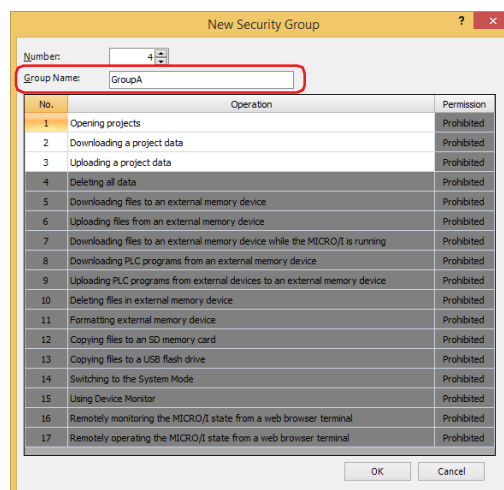 New Security Group ? ×
Number: 4
Group Name: GroupA
No. Operation Permission
1 Opening projects Prohibited
2 Downloading a project data Prohibited
3 Uploading a project data Prohibited
4 Deleting all data Prohibited
5 Downloading files to an external memory device Prohibited
6 Uploading files from an external memory device Prohibited
7 Downloading files to an external memory device while the MICRO/I is running Prohibited
8 Downloading PLC programs from an external memory device Prohibited
9 Uploading PLC programs from external devices to an external memory device Prohibited
10 Deleting files in external memory device Prohibited
11 Formatting external memory device Prohibited
12 Copying files to an SD memory card Prohibited
13 Copying files to a USB flash drive Prohibited
14 Switching to the System Mode Prohibited
15 Using Device Monitor Prohibited
16 Remotely monitoring the MICRO/I state from a web browser terminal Prohibited
17 Remotely operating the MICRO/I state from a web browser terminal Prohibited
OK Cancel